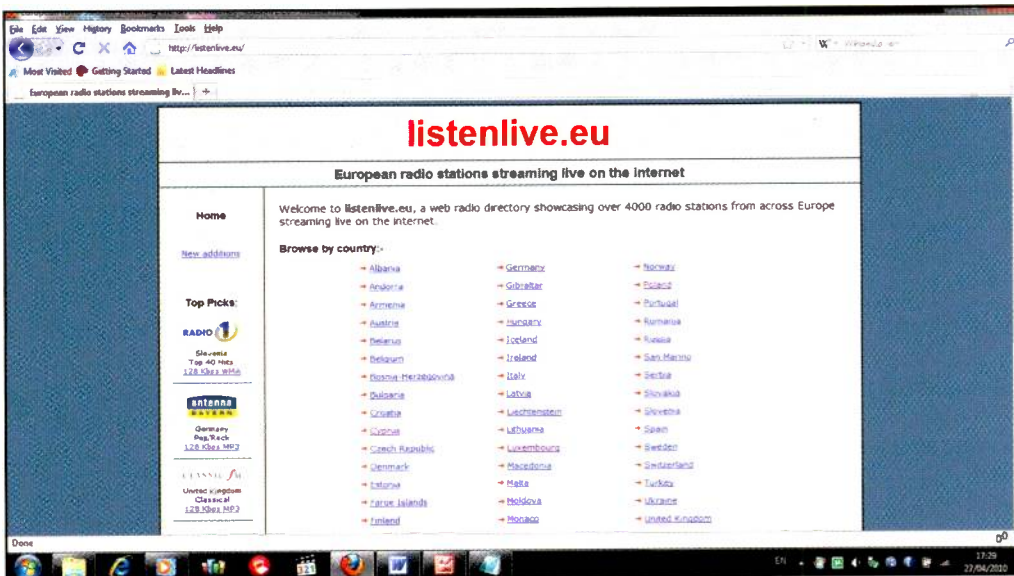 File Edit View History Bookmarks Tools Help
http://listenlive.eu/
Most Visited Getting Started Latest Headlines
European radio stations streaming liv...
listenlive.eu
European radio stations streaming live on the internet
Home
New additions
Top Picks:
RADIO 1
Slovenia
Top 40 Hits
128 Kbps WMA
antenne
BAYERN
Germany
Pop/Rock
128 Kbps MP3
CLASSIC fM
United Kingdom
Classical
128 Kbps MP3
Welcome to listenlive.eu, a web radio directory showcasing over 4000 radio stations from across Europe
streaming live on the internet.
Browse by country:-
Albania
Andorra
Armenia
Austria
Belarus
Belgium
Bosnia-Herzegovina
Bulgaria
Croatia
Cyprus
Czech Republic
Denmark
Estonia
Faroe Islands
Finland
Germany
Gibraltar
Greece
Hungary
Iceland
Ireland
Italy
Latvia
Liechtenstein
Lithuania
Luxembourg
Macedonia
Malta
Moldova
Monaco
Norway
Poland
Portugal
Romania
Russia
San Marino
Serbia
Slovakia
Slovenia
Spain
Sweden
Switzerland
Turkey
Ukraine
United Kingdom
Done
EN
17:29
27/04/2010